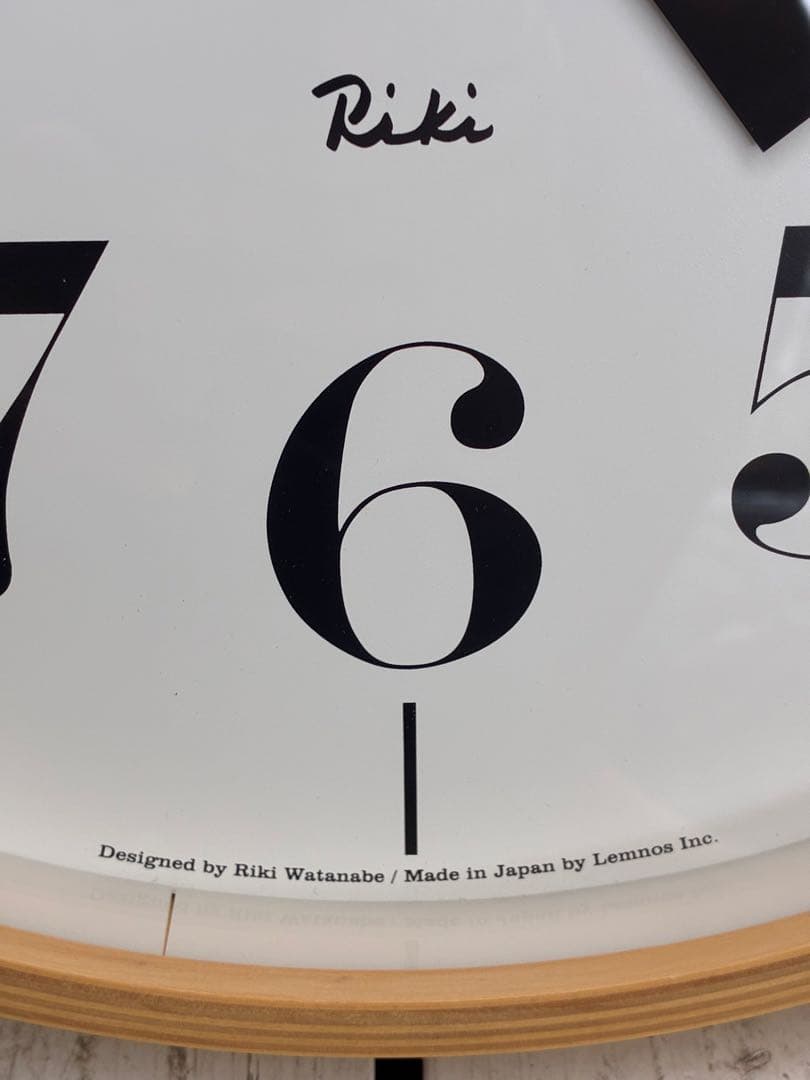 Riki
7 6 5
Designed by Riki Watanabe / Made in Japan by Lemnos Inc.